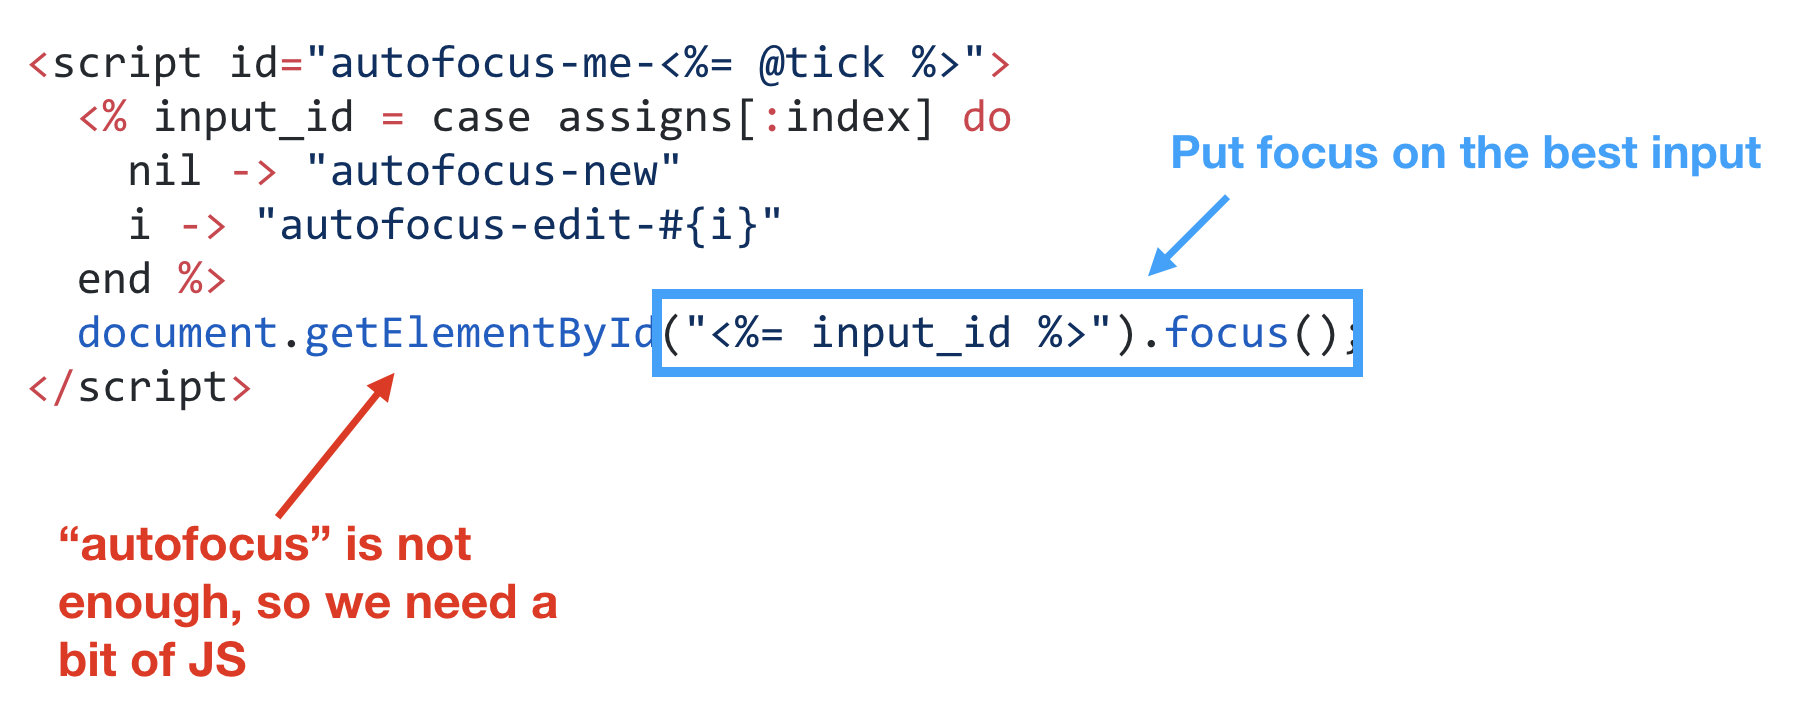 <script id="autofocus-me-<%= @tick %>">
<% input_id = case assigns[:index] do
nil -> "autofocus-new"
i -> "autofocus-edit-#{i}"
end %>
document.getElementById("<%= input_id %>").focus();
</script>
Put focus on the best input
“autofocus” is not
enough, so we need a
bit of JS